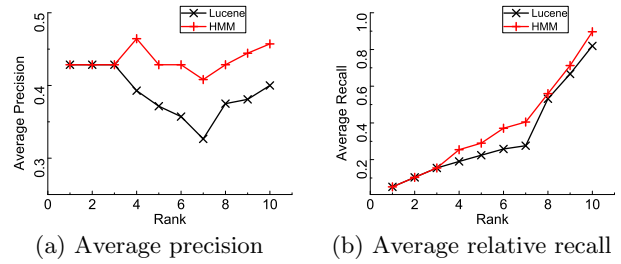 Lucene
HMM
0.5
0.4
0.3
Average Precision
0 2 4 6 8 10
Rank
(a) Average precision
Lucene
HMM
1.0
0.8
0.6
0.4
0.2
Average Recall
0 2 4 6 8 10
Rank
(b) Average relative recall